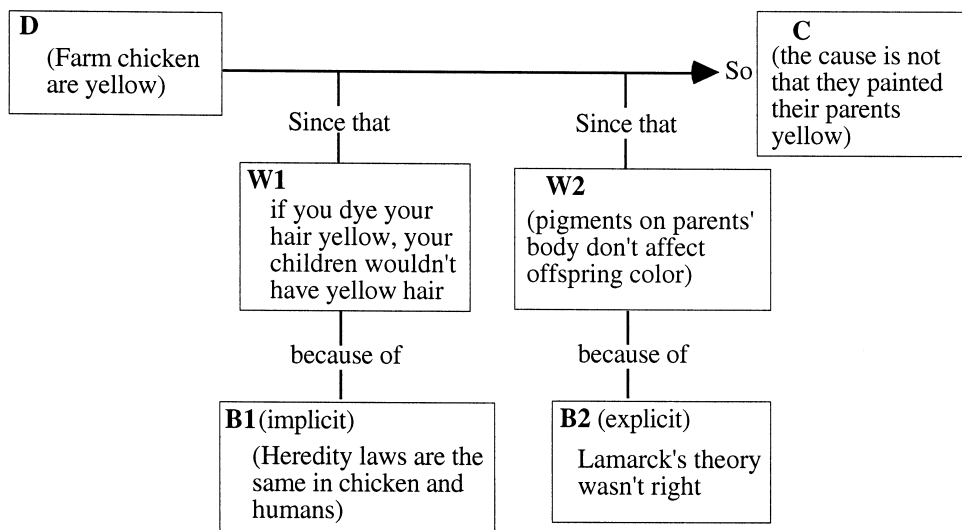 D
(Farm chicken
are yellow)
So
C
(the cause is not
that they painted
their parents
yellow)
Since that
Since that
W1
if you dye your
hair yellow, your
children wouldn't
have yellow hair
W2
(pigments on parents'
body don't affect
offspring color)
because of
because of
B1 (implicit)
(Heredity laws are the
same in chicken and
humans)
B2 (explicit)
Lamarck's theory
wasn't right